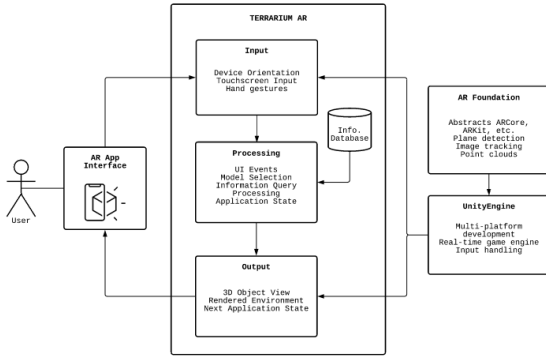 TERRARIUM AR
Input
Device Orientation
Touchscreen Input
Hand gestures
Info.
Database
Processing
UI Events
Model Selection
Information Query
Processing
Application State
Output
3D Object View
Rendered Environment
Next Application State
AR App
Interface
User
AR Foundation
Abstracts ARCore,
ARKit, etc.
Plane detection
Image tracking
Point clouds
UnityEngine
Multi-platform
development
Real-time game engine
Input handling